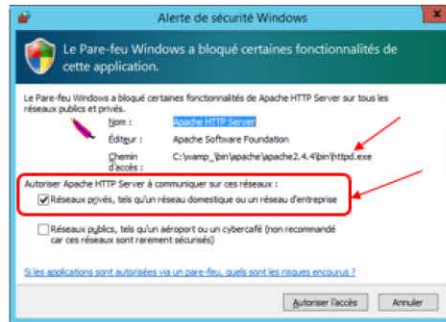 Alerte de sécurité Windows
Le Pare-feu Windows a bloqué certaines fonctionnalités de
cette application.
Le Pare-feu Windows a bloqué certaines fonctionnalités de Apache HTTP Server sur tous les
réseaux publics et privés.
Nom : Apache HTTP Server
Éditeur : Apache Software Foundation
Chemin d'accès : C:\wamp_\bin\apache\apache2.4.4\bin\httpd.exe
Autoriser Apache HTTP Server à communiquer sur ces réseaux :
Réseaux privés, tels qu'un réseau domestique ou un réseau d'entreprise
Réseaux publics, tels qu'un aéroport ou un cybercafé (non recommandé
car ces réseaux sont rarement sécurisés)
Si les applications sont autorisées via un pare-feu, quels sont les risques encourus ?
Autoriser l'accès
Annuler